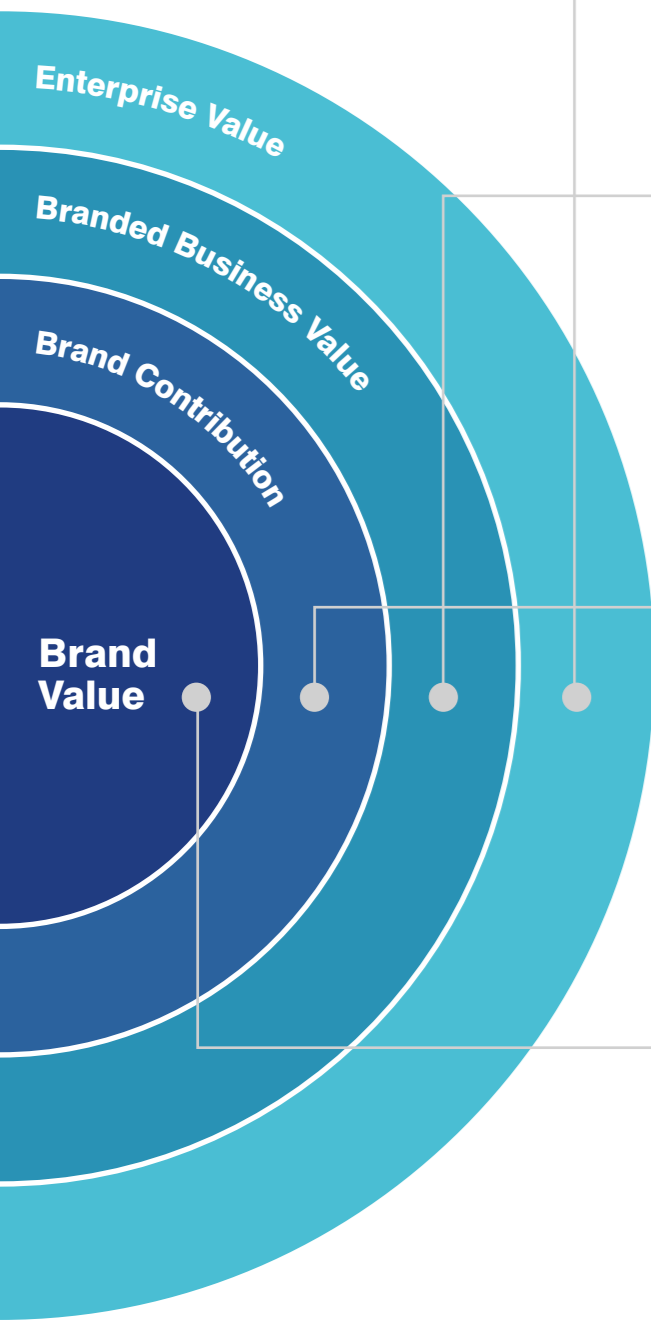 Enterprise Value
Branded Business Value
Brand Contribution
Brand
Value